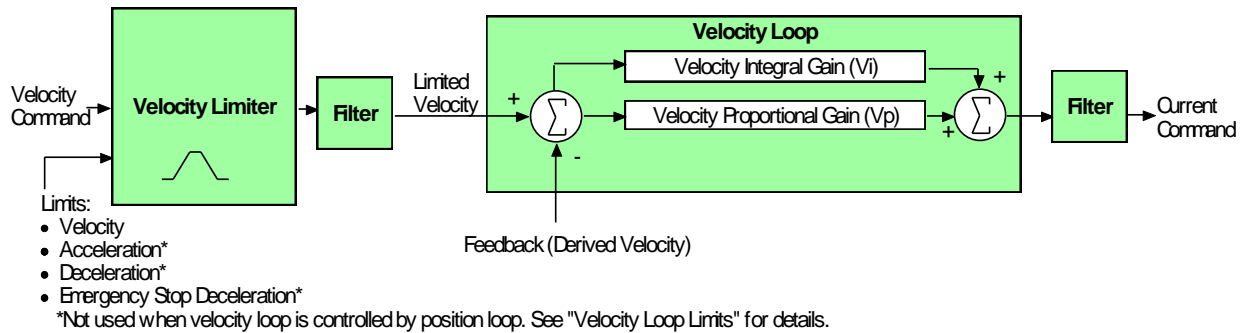 Velocity Loop
Velocity Integral Gain (Vi)
+
Limited
Velocity
Velocity
Command
Velocity Limiter
Filter
+
Σ
Velocity Proportional Gain (Vp)
+
Σ
Filter
Current
Command
-
Limits:
• Velocity
• Acceleration*
• Deceleration*
• Emergency Stop Deceleration*
Feedback (Derived Velocity)
*Not used when velocity loop is controlled by position loop. See "Velocity Loop Limits" for details.